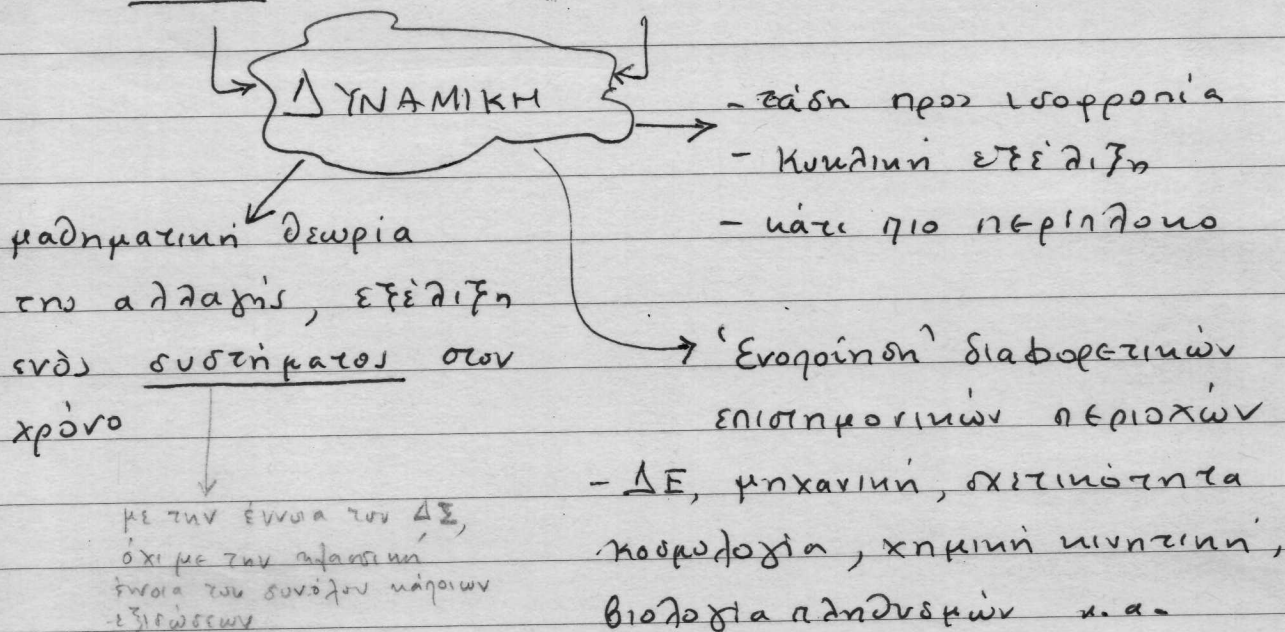 ΔΥΝΑΜΙΚΗ
- τάση προς ισορροπία
- κυκλική εξέλιξη
- κάτι πιο περίπλοκο
μαθηματική θεωρία
της αλλαγής, εξέλιξη
ενός συστήματος στον
χρόνο
με την έννοια του ΔΣ,
όχι με την κλασική
έννοια του συνόλου κάποιων
εξισώσεων
'Ενοποίηση' διαφορετικών
επιστημονικών περιοχών
- ΔΕ, μηχανική, σχετικότητα
κοσμολογία, χημική κινητική,
βιολογία πληθυσμών κ.α.